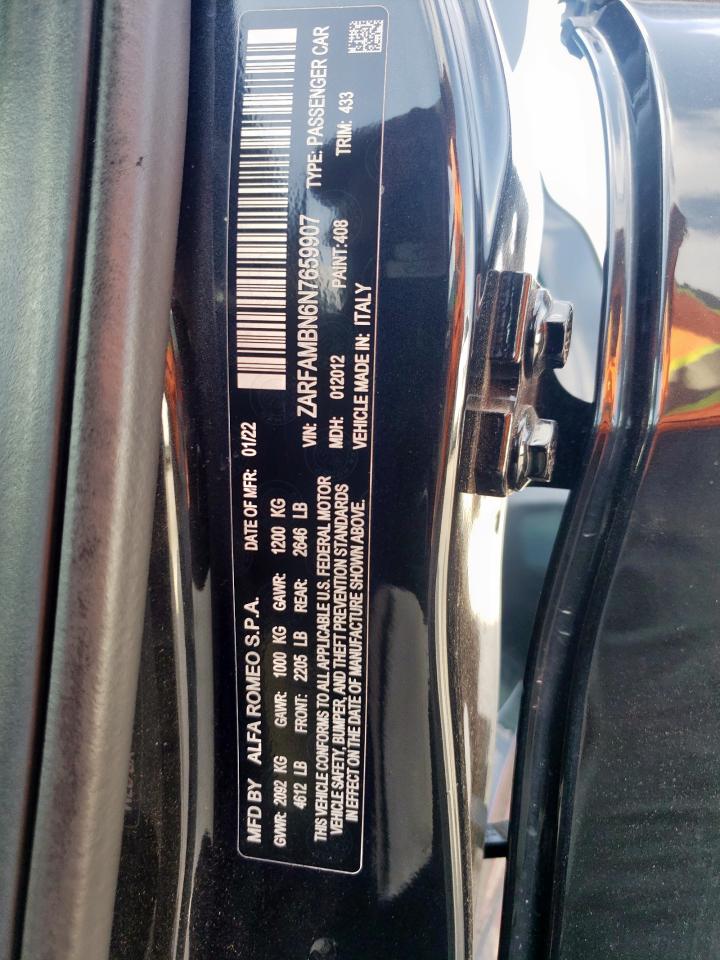 MFD BY ALFA ROMEO S.P.A. DATE OF MFR: 01/22
GVWR: 2092 KG GAWR: 1000 KG GAWR: 1200 KG
4612 LB FRONT: 2205 LB REAR: 2646 LB
THIS VEHICLE CONFORMS TO ALL APPLICABLE U.S. FEDERAL MOTOR
VEHICLE SAFETY, BUMPER, AND THEFT PREVENTION STANDARDS
IN EFFECT ON THE DATE OF MANUFACTURE SHOWN ABOVE.
VIN: ZARFAMBN6N7659907 TYPE: PASSENGER CAR
MDH: 012012 PAINT:408 TRIM: 433
VEHICLE MADE IN: ITALY